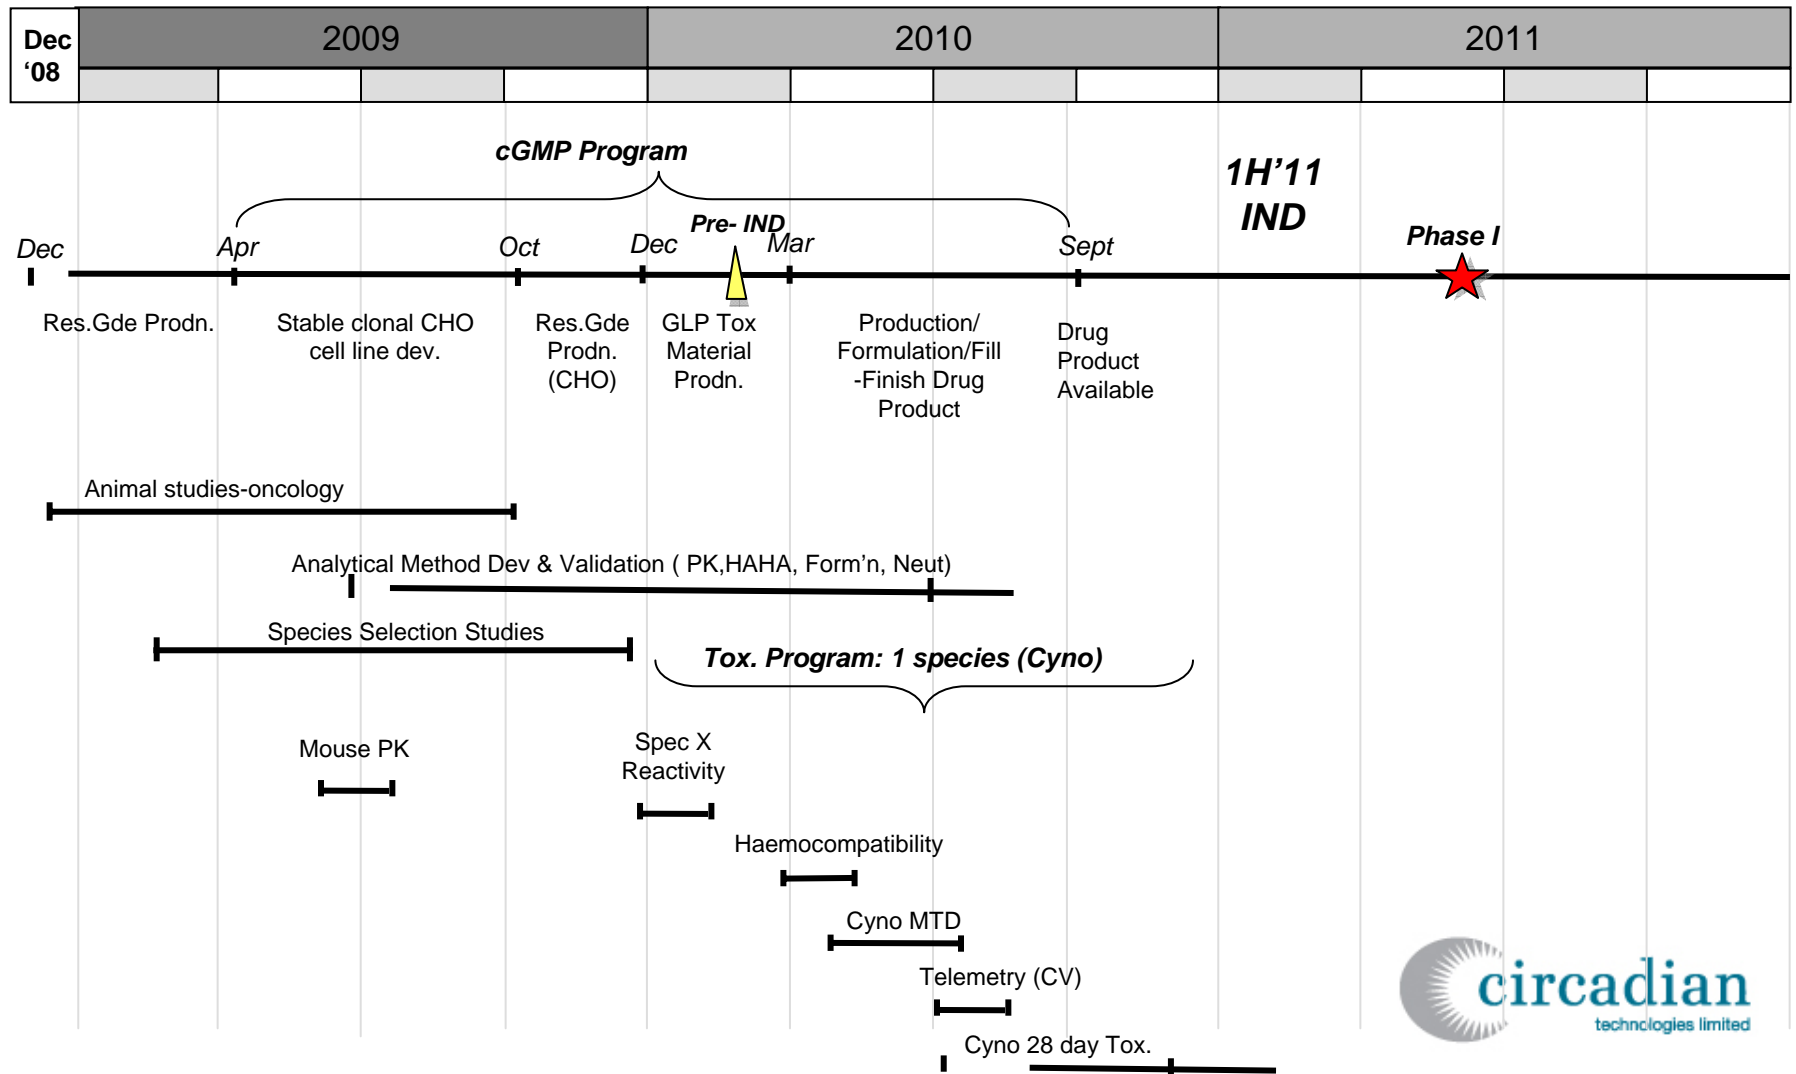 Dec
‘08
2009
2010
2011
cGMP Program
1H’11
IND
Pre- IND
Phase I
Dec
Apr
Oct
Dec
Mar
Sept
Res.Gde Prodn.
Stable clonal CHO
cell line dev.
Res.Gde
Prodn.
(CHO)
GLP Tox
Material
Prodn.
Production/
Formulation/Fill
-Finish Drug
Product
Drug
Product
Available
Animal studies-oncology
Analytical Method Dev & Validation ( PK,HAHA, Form’n, Neut)
Species Selection Studies
Tox. Program: 1 species (Cyno)
Mouse PK
Spec X
Reactivity
Haemocompatibility
Cyno MTD
Telemetry (CV)
Cyno 28 day Tox.
circadian
technologies limited